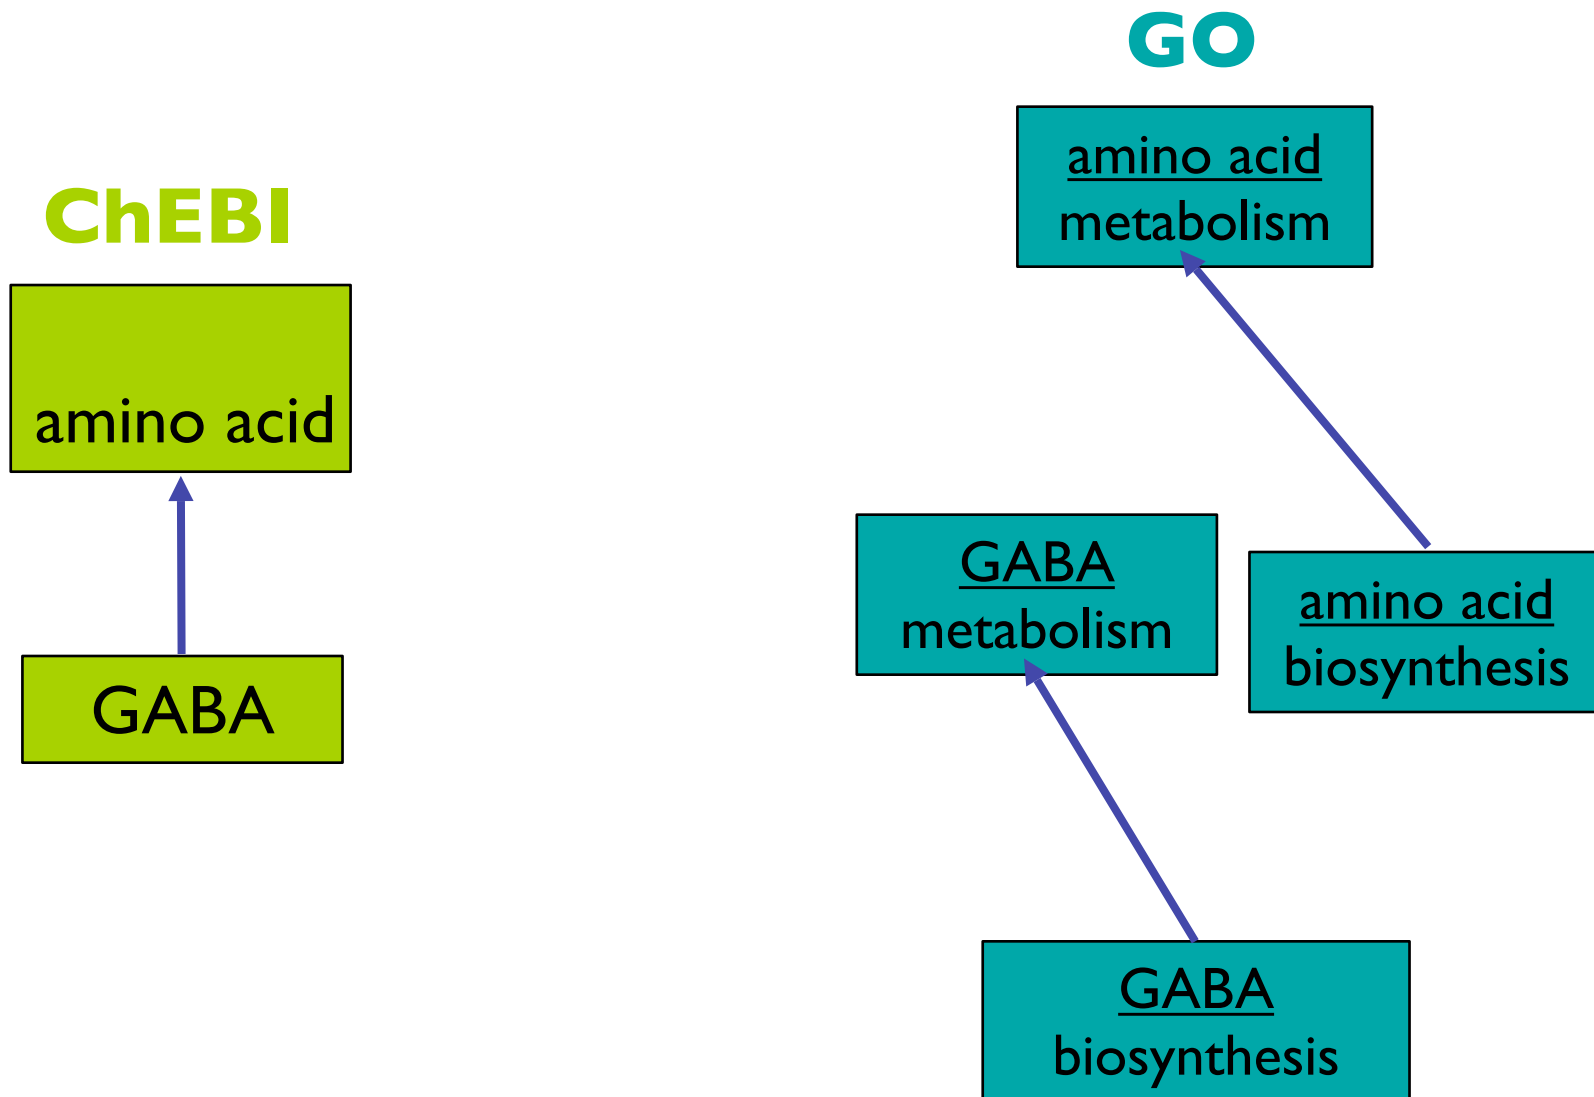 GO
amino acid
metabolism
ChEBI
amino acid
GABA
metabolism
amino acid
biosynthesis
GABA
GABA
biosynthesis